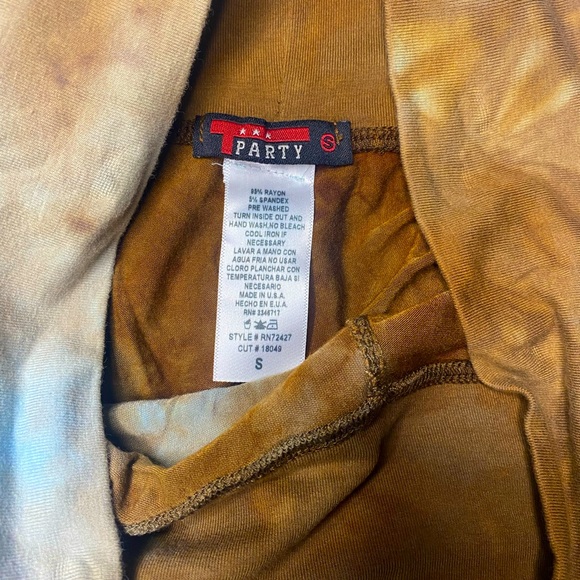 T PARTY S
95% RAYON
5% SPANDEX
PRE WASHED
TURN INSIDE OUT AND
HAND WASH,NO BLEACH
COOL IRON IF
NECESSARY
LAVAR A MANO CON
AGUA FRIA NO USAR
CLORO PLANCHAR CON
TEMPERATURA BAJA SI
NECESARIO
MADE IN U.S.A.
HECHO EN E.U.A.
RN# 2346717
STYLE # RN72427
CUT # 18049
S